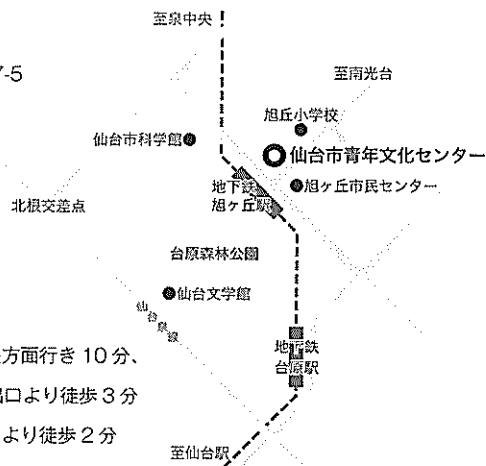 至泉中央
7-5
至南光台
旭丘小学校
仙台市科学館
仙台市青年文化センター
地下鉄
旭ヶ丘駅
旭ヶ丘市民センター
北根交差点
台原森林公園
仙台文学館
仙台泉線
地下鉄
台原駅
方面行き 10 分、
出口より徒歩 3 分
より徒歩 2 分
至仙台駅